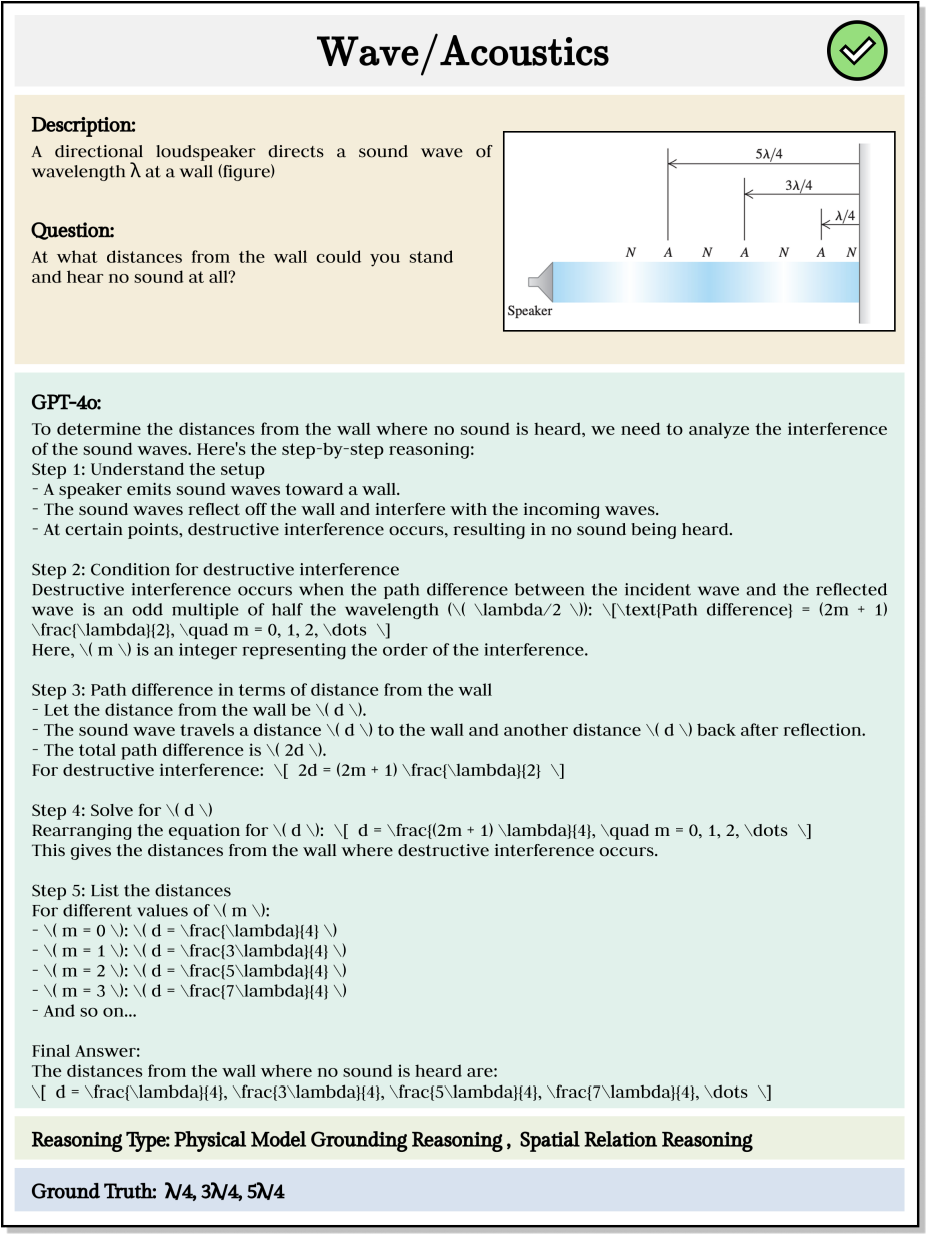 Wave/Acoustics
Description:
A directional loudspeaker directs a sound wave of
wavelength λ at a wall (figure)
Question:
At what distances from the wall could you stand
and hear no sound at all?
5λ/4
3λ/4
λ/4
N A N A N A N
Speaker
GPT-4o:
To determine the distances from the wall where no sound is heard, we need to analyze the interference
of the sound waves. Here's the step-by-step reasoning:
Step 1: Understand the setup
- A speaker emits sound waves toward a wall.
- The sound waves reflect off the wall and interfere with the incoming waves.
- At certain points, destructive interference occurs, resulting in no sound being heard.
Step 2: Condition for destructive interference
Destructive interference occurs when the path difference between the incident wave and the reflected
wave is an odd multiple of half the wavelength (\( \lambda/2 \)): \[\text{Path difference} = (2m + 1)
\frac{\lambda}{2}, \quad m = 0, 1, 2, \dots \]
Here, \( m \) is an integer representing the order of the interference.
Step 3: Path difference in terms of distance from the wall
- Let the distance from the wall be \( d \).
- The sound wave travels a distance \( d \) to the wall and another distance \( d \) back after reflection.
- The total path difference is \( 2d \).
For destructive interference: \[ 2d = (2m + 1) \frac{\lambda}{2} \]
Step 4: Solve for \( d \)
Rearranging the equation for \( d \): \[ d = \frac{(2m + 1) \lambda}{4}, \quad m = 0, 1, 2, \dots \]
This gives the distances from the wall where destructive interference occurs.
Step 5: List the distances
For different values of \( m \):
- \( m = 0 \): \( d = \frac{\lambda}{4} \)
- \( m = 1 \): \( d = \frac{3\lambda}{4} \)
- \( m = 2 \): \( d = \frac{5\lambda}{4} \)
- \( m = 3 \): \( d = \frac{7\lambda}{4} \)
- And so on...
Final Answer:
The distances from the wall where no sound is heard are:
\[ d = \frac{\lambda}{4}, \frac{3\lambda}{4}, \frac{5\lambda}{4}, \frac{7\lambda}{4}, \dots \]
Reasoning Type: Physical Model Grounding Reasoning , Spatial Relation Reasoning
Ground Truth: λ/4, 3λ/4, 5λ/4